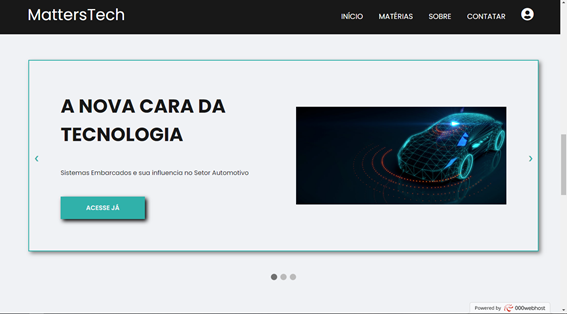 MattersTech
INÍCIO MATÉRIAS SOBRE CONTATAR
A NOVA CARA DA
TECNOLOGIA
Sistemas Embarcados e sua influencia no Setor Automotivo
ACESSE JÁ
Powered by 000webhost